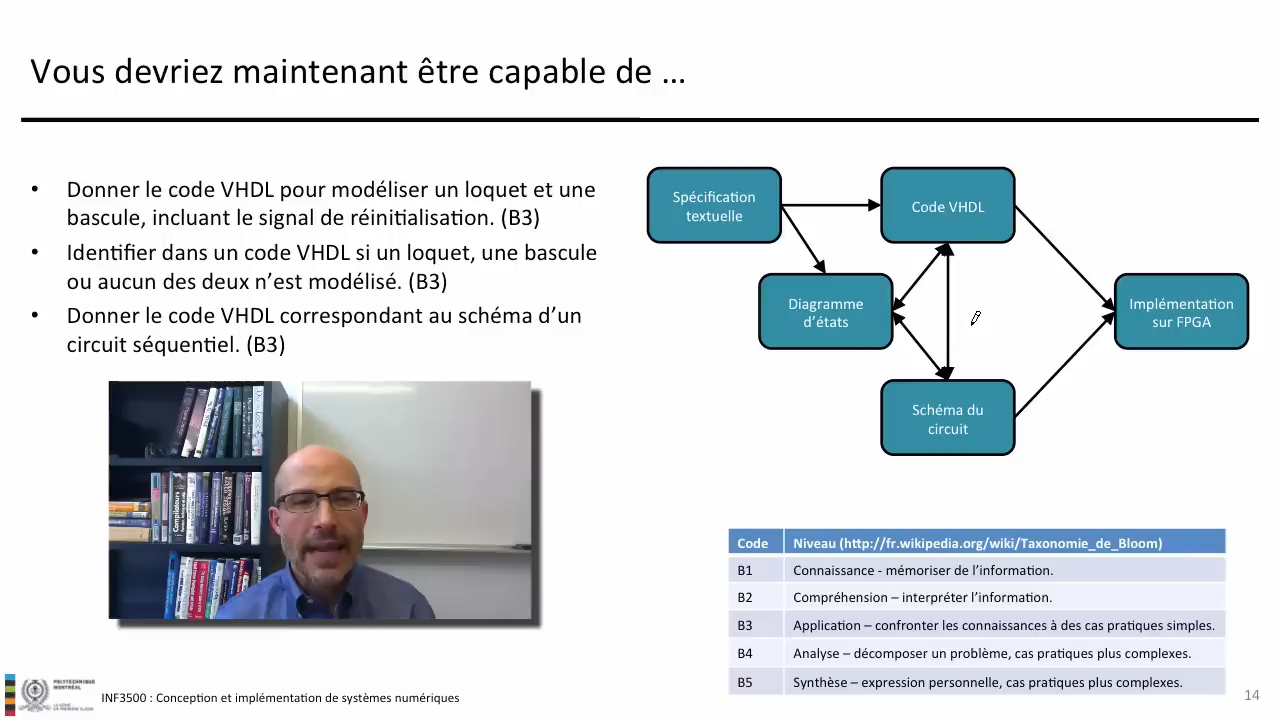 Vous devriez maintenant être capable de …
• Donner le code VHDL pour modéliser un loquet et une
bascule, incluant le signal de réinitialisation. (B3)
• Identifier dans un code VHDL si un loquet, une bascule
ou aucun des deux n’est modélisé. (B3)
• Donner le code VHDL correspondant au schéma d’un
circuit séquentiel. (B3)
Spécification
textuelle
Code VHDL
Diagramme
d’états
Implémentation
sur FPGA
Schéma du
circuit
Compilateurs
Code Niveau (http://fr.wikipedia.org/wiki/Taxonomie_de_Bloom)
B1 Connaissance - mémoriser de l’information.
B2 Compréhension – interpréter l’information.
B3 Application – confronter les connaissances à des cas pratiques simples.
B4 Analyse – décomposer un problème, cas pratiques plus complexes.
B5 Synthèse – expression personnelle, cas pratiques plus complexes.
POLYTECHNIQUE
MONTRÉAL
INF3500 : Conception et implémentation de systèmes numériques
14